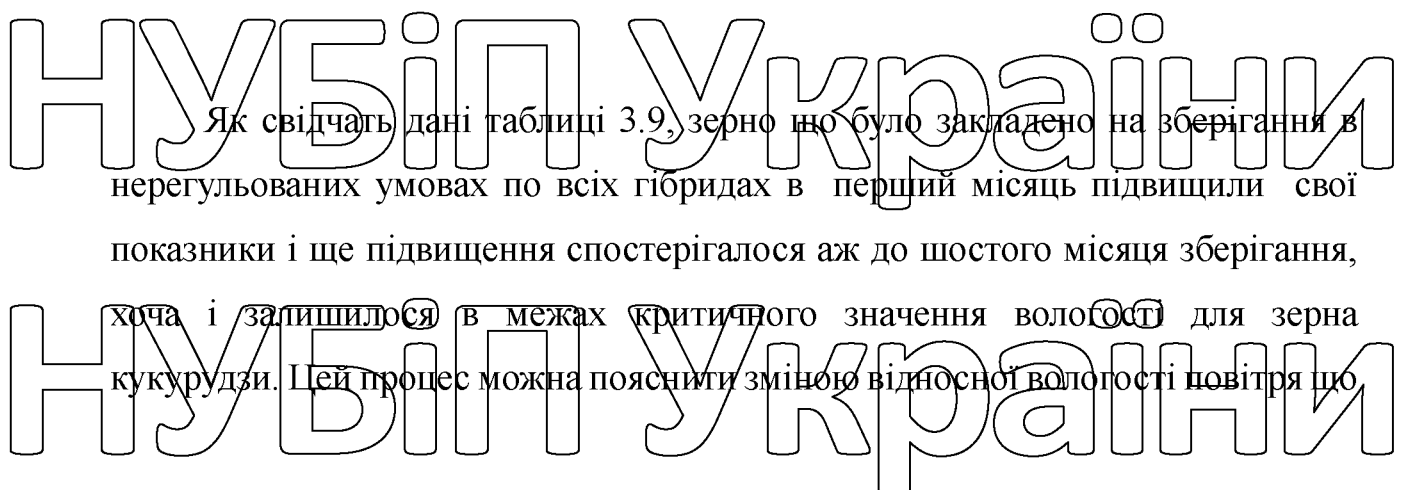 НУБіП України
Як свідчать дані таблиці 3.9, зерно що було закладено на зберігання в
нерегульованих умовах по всіх гібридах в перший місяць підвищили свої
показники і ще підвищення спостерігалося аж до шостого місяця зберігання,
НУБіП України
хоча і залишилося в межах критичного значення вологості для зерна
кукурудзи. Цей процес можна пояснити зміною відносної вологості повітря що